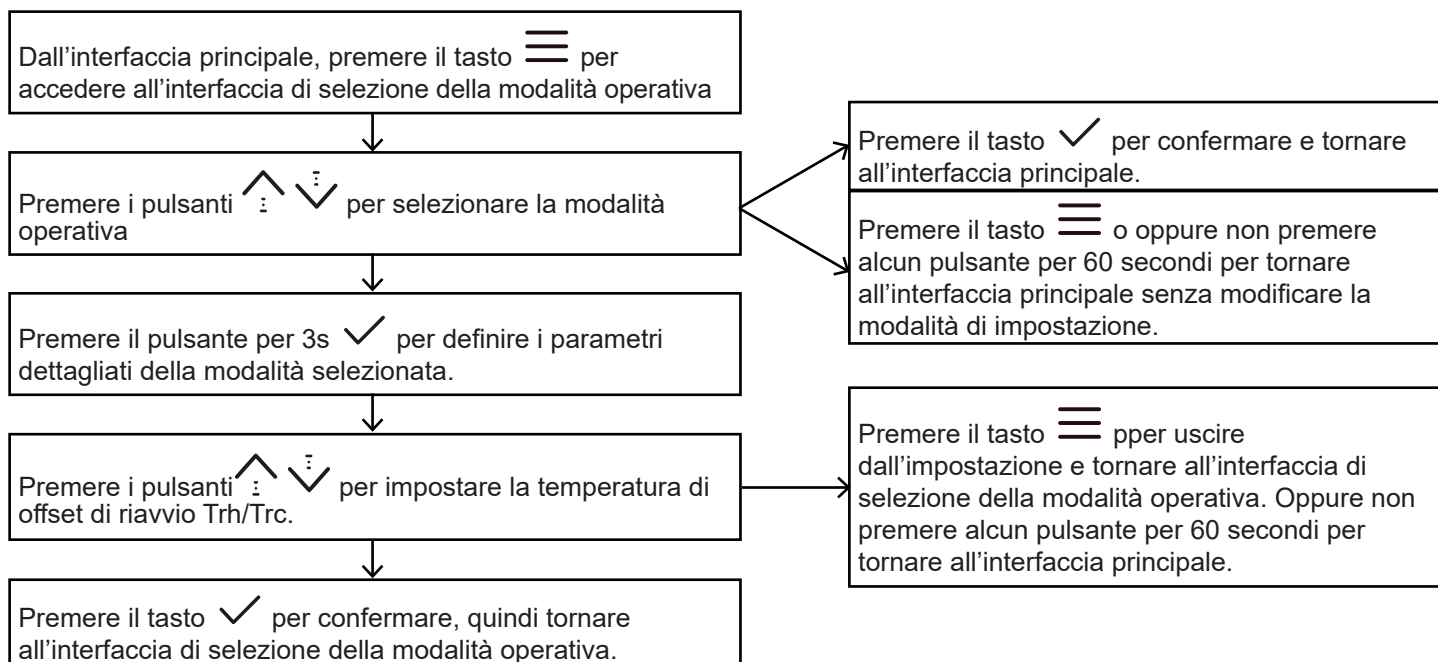 Dall’interfaccia principale, premere il tasto per
accedere all’interfaccia di selezione della modalità operativa
Premere i pulsanti per selezionare la modalità
operativa
Premere il tasto per confermare e tornare
all’interfaccia principale.
Premere il tasto o oppure non premere
alcun pulsante per 60 secondi per tornare
all’interfaccia principale senza modificare la
modalità di impostazione.
Premere il pulsante per 3s per definire i parametri
dettagliati della modalità selezionata.
Premere i pulsanti per impostare la temperatura di
offset di riavvio Trh/Trc.
Premere il tasto pper uscire
dall’impostazione e tornare all’interfaccia di
selezione della modalità operativa. Oppure non
premere alcun pulsante per 60 secondi per
tornare all’interfaccia principale.
Premere il tasto per confermare, quindi tornare
all’interfaccia di selezione della modalità operativa.